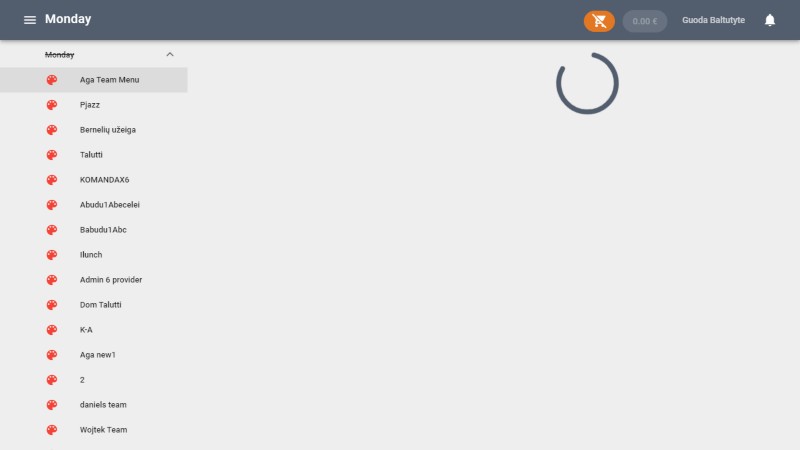 Monday
0.00 €
Guoda Baltutyte
Monday
Aga Team Menu
Pjazz
Bernelių užeiga
Talutti
KOMANDAX6
Abudu1Abecelei
Babudu1Abc
Ilunch
Admin 6 provider
Dom Talutti
K-A
Aga new1
2
daniels team
Wojtek Team